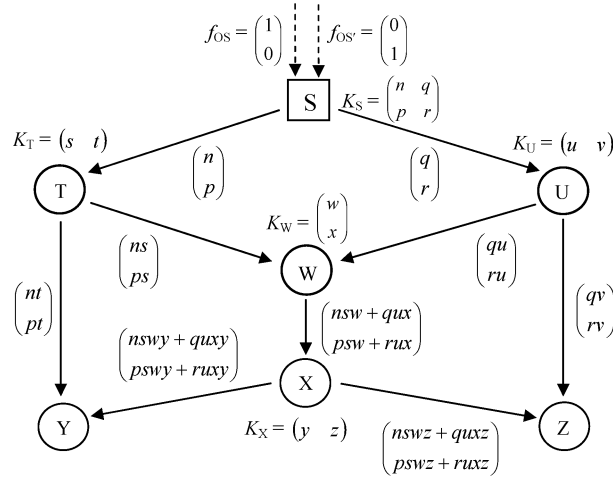 f_OS = (1 0) f_OS′ = (0 1)
S K_S = (n q p r)
K_T = (s t) K_U = (u v)
(n p) (q r)
T U
K_W = (w x)
(ns ps) (qu ru)
W
(nt pt) (qv rv)
(nswy + quxy pswy + ruxy) (nsw + qux psw + rux)
X
Y K_X = (y z) Z
(nswz + quxz pswz + ruxz)